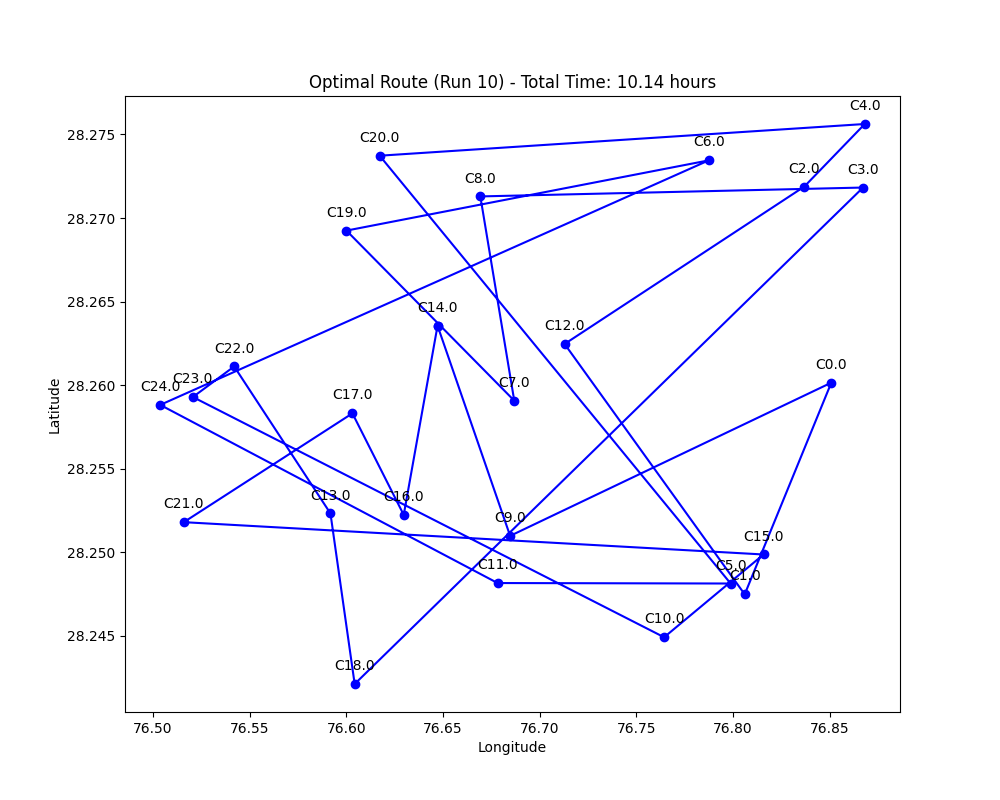 Optimal Route (Run 10) - Total Time: 10.14 hours
C4.0
28.275
C20.0
C6.0
C2.0
C3.0
C8.0
28.270
C19.0
28.265
C14.0
C12.0
C22.0
C0.0
C23.0
C24.0
28.260
C7.0
C17.0
Latitude
28.255
C13.0
C16.0
C21.0
C9.0
28.250
C15.0
C11.0
C5.0
C1.0
28.245
C10.0
C18.0
76.50 76.55 76.60 76.65 76.70 76.75 76.80 76.85
Longitude